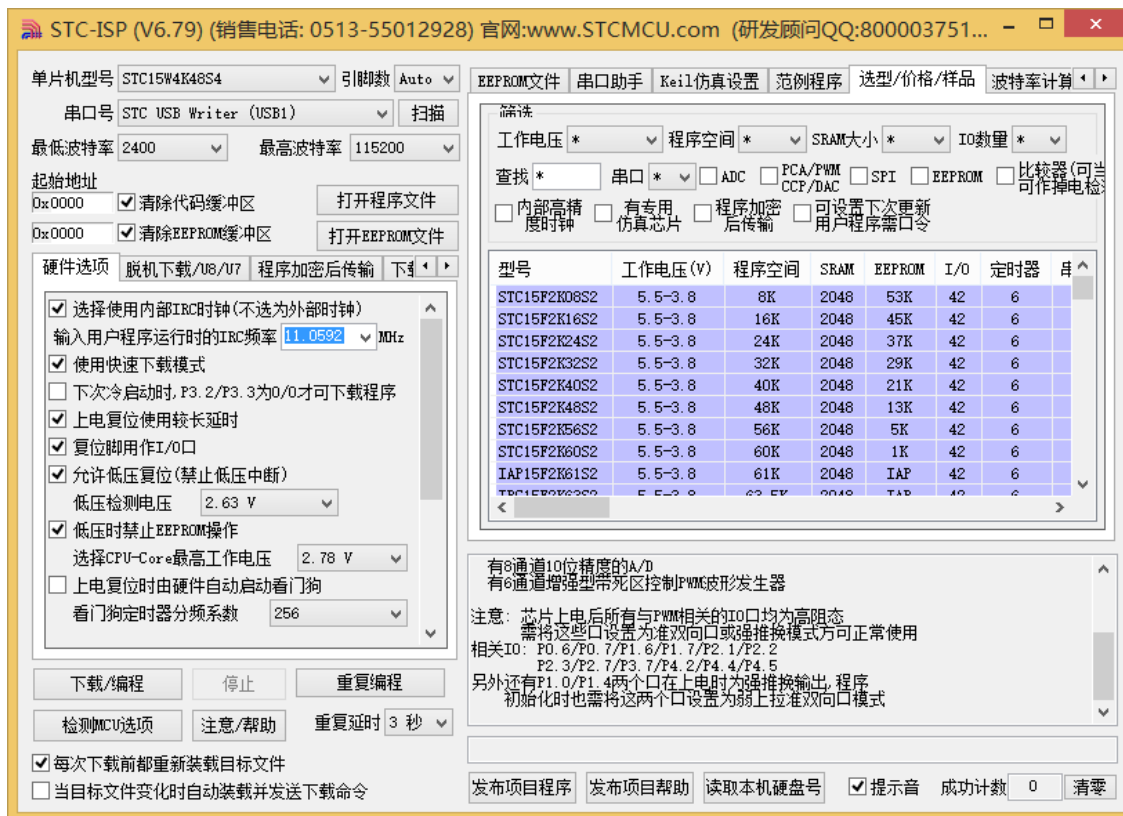 STC-ISP (V6.79) (销售电话: 0513-55012928) 官网:www.STCMCU.com (研发顾问QQ:800003751...
单片机型号 STC15W4K48S4 引脚数 Auto
串口号 STC USB Writer (USB1) 扫描
最低波特率 2400 最高波特率 115200
起始地址
0x0000 清除代码缓冲区 打开程序文件
0x0000 清除EEPROM缓冲区 打开EEPROM文件
硬件选项 脱机下载/U8/U7 程序加密后传输
选择使用内部IRC时钟(不选为外部时钟)
输入用户程序运行时的IRC频率 11.0592 MHz
使用快速下载模式
下次冷启动时,P3.2/P3.3为0/0才可下载程序
上电复位使用较长延时
复位脚用作I/O口
允许低压复位(禁止低压中断)
低压检测电压 2.63 V
低压时禁止EEPROM操作
选择CPU-Core最高工作电压 2.78 V
上电复位时由硬件自动启动看门狗
看门狗定时器分频系数 256
下载/编程 停止 重复编程
检测MCU选项 注意/帮助 重复延时 3 秒
每次下载前都重新装载目标文件
当目标文件变化时自动装载并发送下载命令
EEPROM文件 串口助手 Keil仿真设置 范例程序 选型/价格/样品 波特率计算
筛选
工作电压 * 程序空间 * SRAM大小 * IO数量 *
查找 * 串口 * ADC PCA/PWM CCP/DAC SPI EEPROM 比较器(可当 可作掉电检
内部高精度时钟 有专用仿真芯片 程序加密后传输 可设置下次更新用户程序需口令
型号 工作电压(V) 程序空间 SRAM EEPROM I/O 定时器 串
STC15F2K08S2 5.5-3.8 8K 2048 53K 42 6
STC15F2K16S2 5.5-3.8 16K 2048 45K 42 6
STC15F2K24S2 5.5-3.8 24K 2048 37K 42 6
STC15F2K32S2 5.5-3.8 32K 2048 29K 42 6
STC15F2K40S2 5.5-3.8 40K 2048 21K 42 6
STC15F2K48S2 5.5-3.8 48K 2048 13K 42 6
STC15F2K56S2 5.5-3.8 56K 2048 5K 42 6
STC15F2K60S2 5.5-3.8 60K 2048 1K 42 6
IAP15F2K61S2 5.5-3.8 61K 2048 IAP 42 6
有8通道10位精度的A/D
有6通道增强型带死区控制PWM波形发生器
注意: 芯片上电后所有与PWM相关的IO口均为高阻态
需将这些口设置为准双向口或强推换模式方可正常使用
相关IO: P0.6/P0.7/P1.6/P1.7/P2.1/P2.2
P2.3/P2.7/P3.7/P4.2/P4.4/P4.5
另外还有P1.0/P1.4两个口在上电时为强推换输出,程序
初始化时也需将这两个口设置为弱上拉准双向口模式
发布项目程序 发布项目帮助 读取本机硬盘号 提示音 成功计数 0 清零